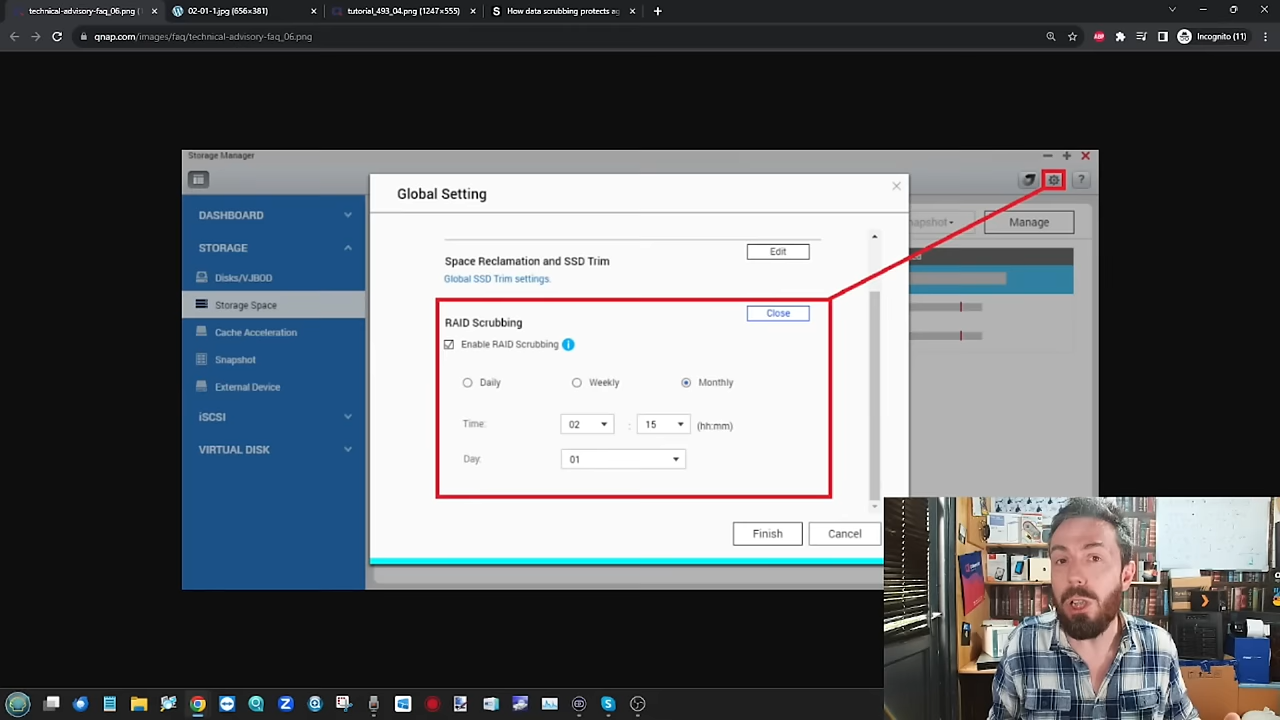 technical-advisory-faq_06.png
02-01-1.jpg (656×381)
tutorial_493_04.png (1247×555)
How data scrubbing protects ag
qnap.com/images/faq/technical-advisory-faq_06.png
ABP
Incognito (11)
Storage Manager
Global Setting
DASHBOARD
STORAGE
Disks/VJBOD
Storage Space
Cache Acceleration
Snapshot
External Device
iSCSI
VIRTUAL DISK
napshot
Manage
?
Edit
Space Reclamation and SSD Trim
Global SSD Trim settings.
Close
RAID Scrubbing
Enable RAID Scrubbing
Daily
Weekly
Monthly
Time:
02 : 15 (hh:mm)
Day:
01
Finish
Cancel